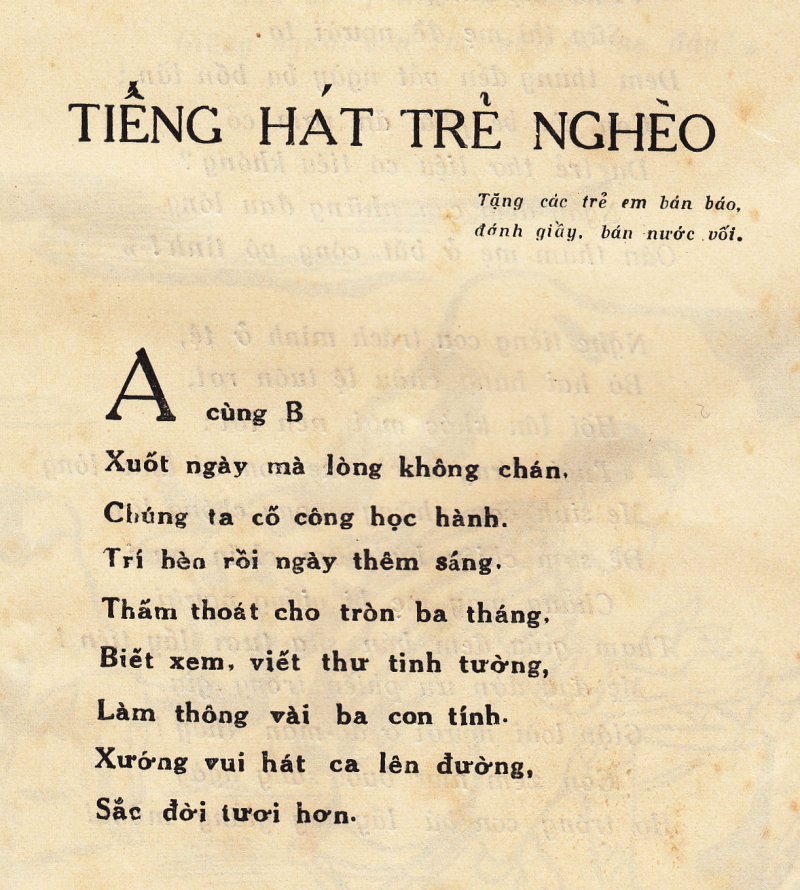 TIẾNG HÁT TRẺ NGHÈO
Tặng các trẻ em bán báo,
đánh giầy, bán nước vối.
A cùng B
Xuốt ngày mà lòng không chán,
Chúng ta cố công học hành.
Trí hèn rồi ngày thêm sáng.
Thấm thoát cho tròn ba tháng,
Biết xem, viết thư tinh tường,
Làm thông vài ba con tính.
Xướng vui hát ca lên đường,
Sắc đời tươi hơn.